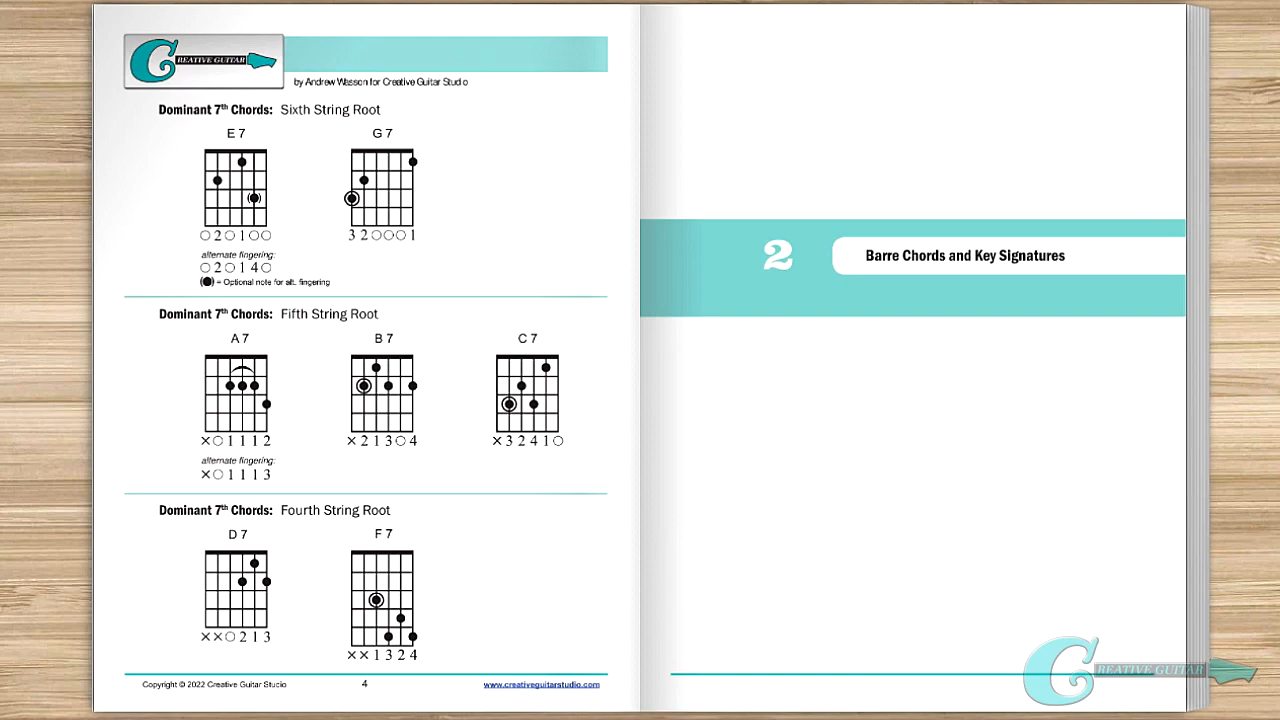 CREATIVE GUITAR
by Andrew Wasson for Creative Guitar Studio
Dominant 7th Chords: Sixth String Root
E 7 G 7
○ 2 ○ 1 ○ ○ 3 2 ○ ○ ○ 1
alternate fingering:
○ 2 ○ 1 4 ○
(●) = Optional note for alt. fingering
Dominant 7th Chords: Fifth String Root
A 7 B 7 C 7
× ○ 1 1 1 2 × 2 1 3 ○ 4 × 3 2 4 1 ○
alternate fingering:
× ○ 1 1 1 3
Dominant 7th Chords: Fourth String Root
D 7 F 7
× × ○ 2 1 3 × × 1 3 2 4
Copyright © 2022 Creative Guitar Studio 4 www.creativeguitarstudio.com
2 Barre Chords and Key Signatures
CREATIVE GUITAR